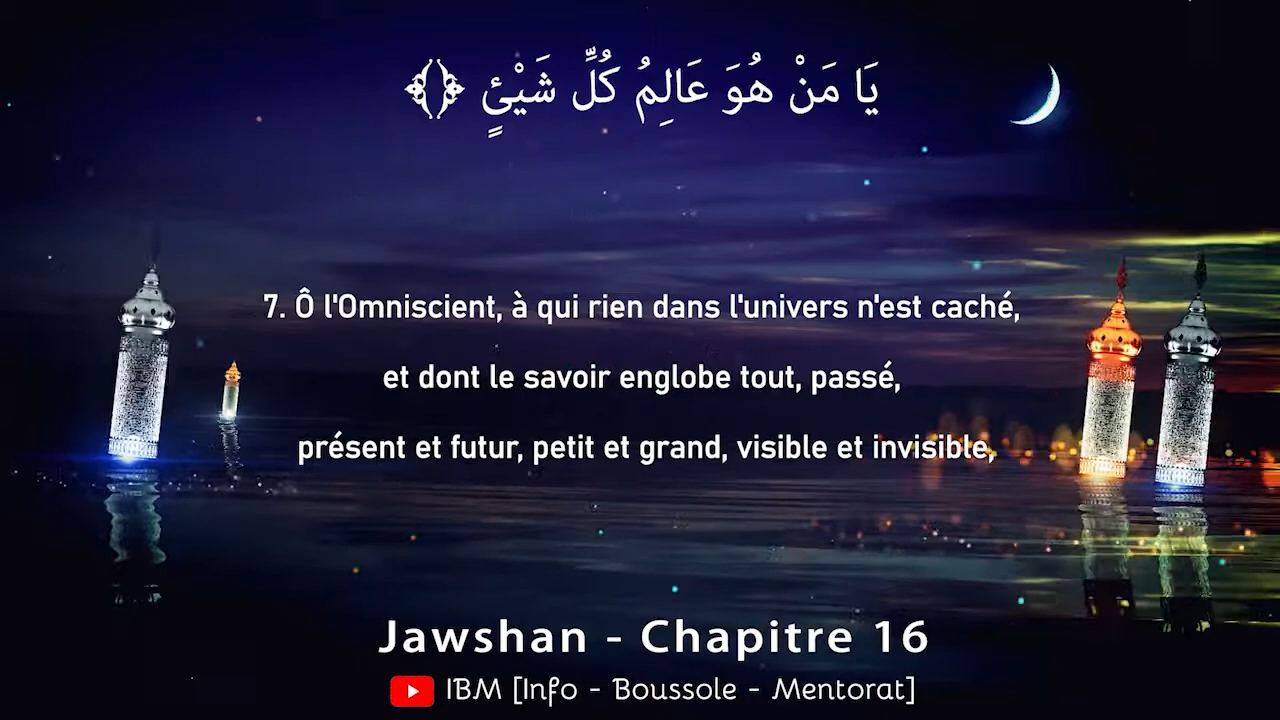 يَا مَنْ هُوَ عَالِمُ كُلِّ شَيْئٍ ﴿﴾
7. Ô l'Omniscient, à qui rien dans l'univers n'est caché,
et dont le savoir englobe tout, passé,
présent et futur, petit et grand, visible et invisible,
Jawshan - Chapitre 16
IBM [Info - Boussole - Mentorat]